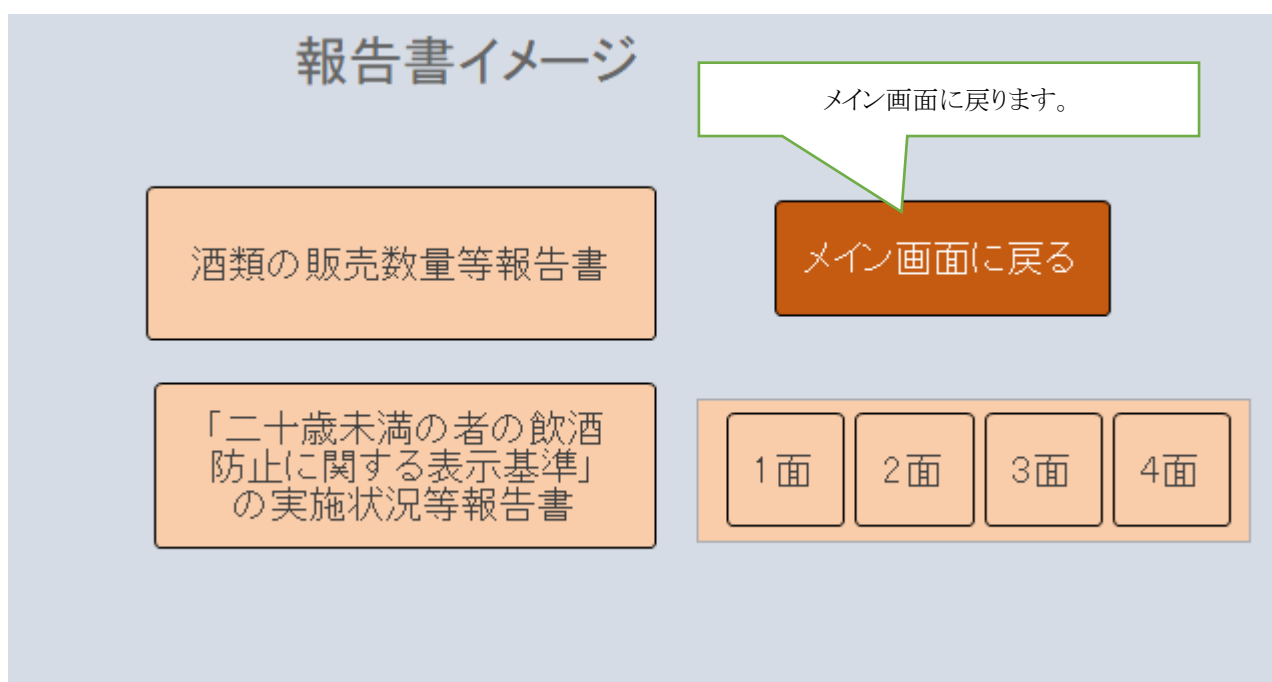 報告書イメージ
メイン画面に戻ります。
酒類の販売数量等報告書
メイン画面に戻る
「二十歳未満の者の飲酒
防止に関する表示基準」
の実施状況等報告書
1面
2面
3面
4面